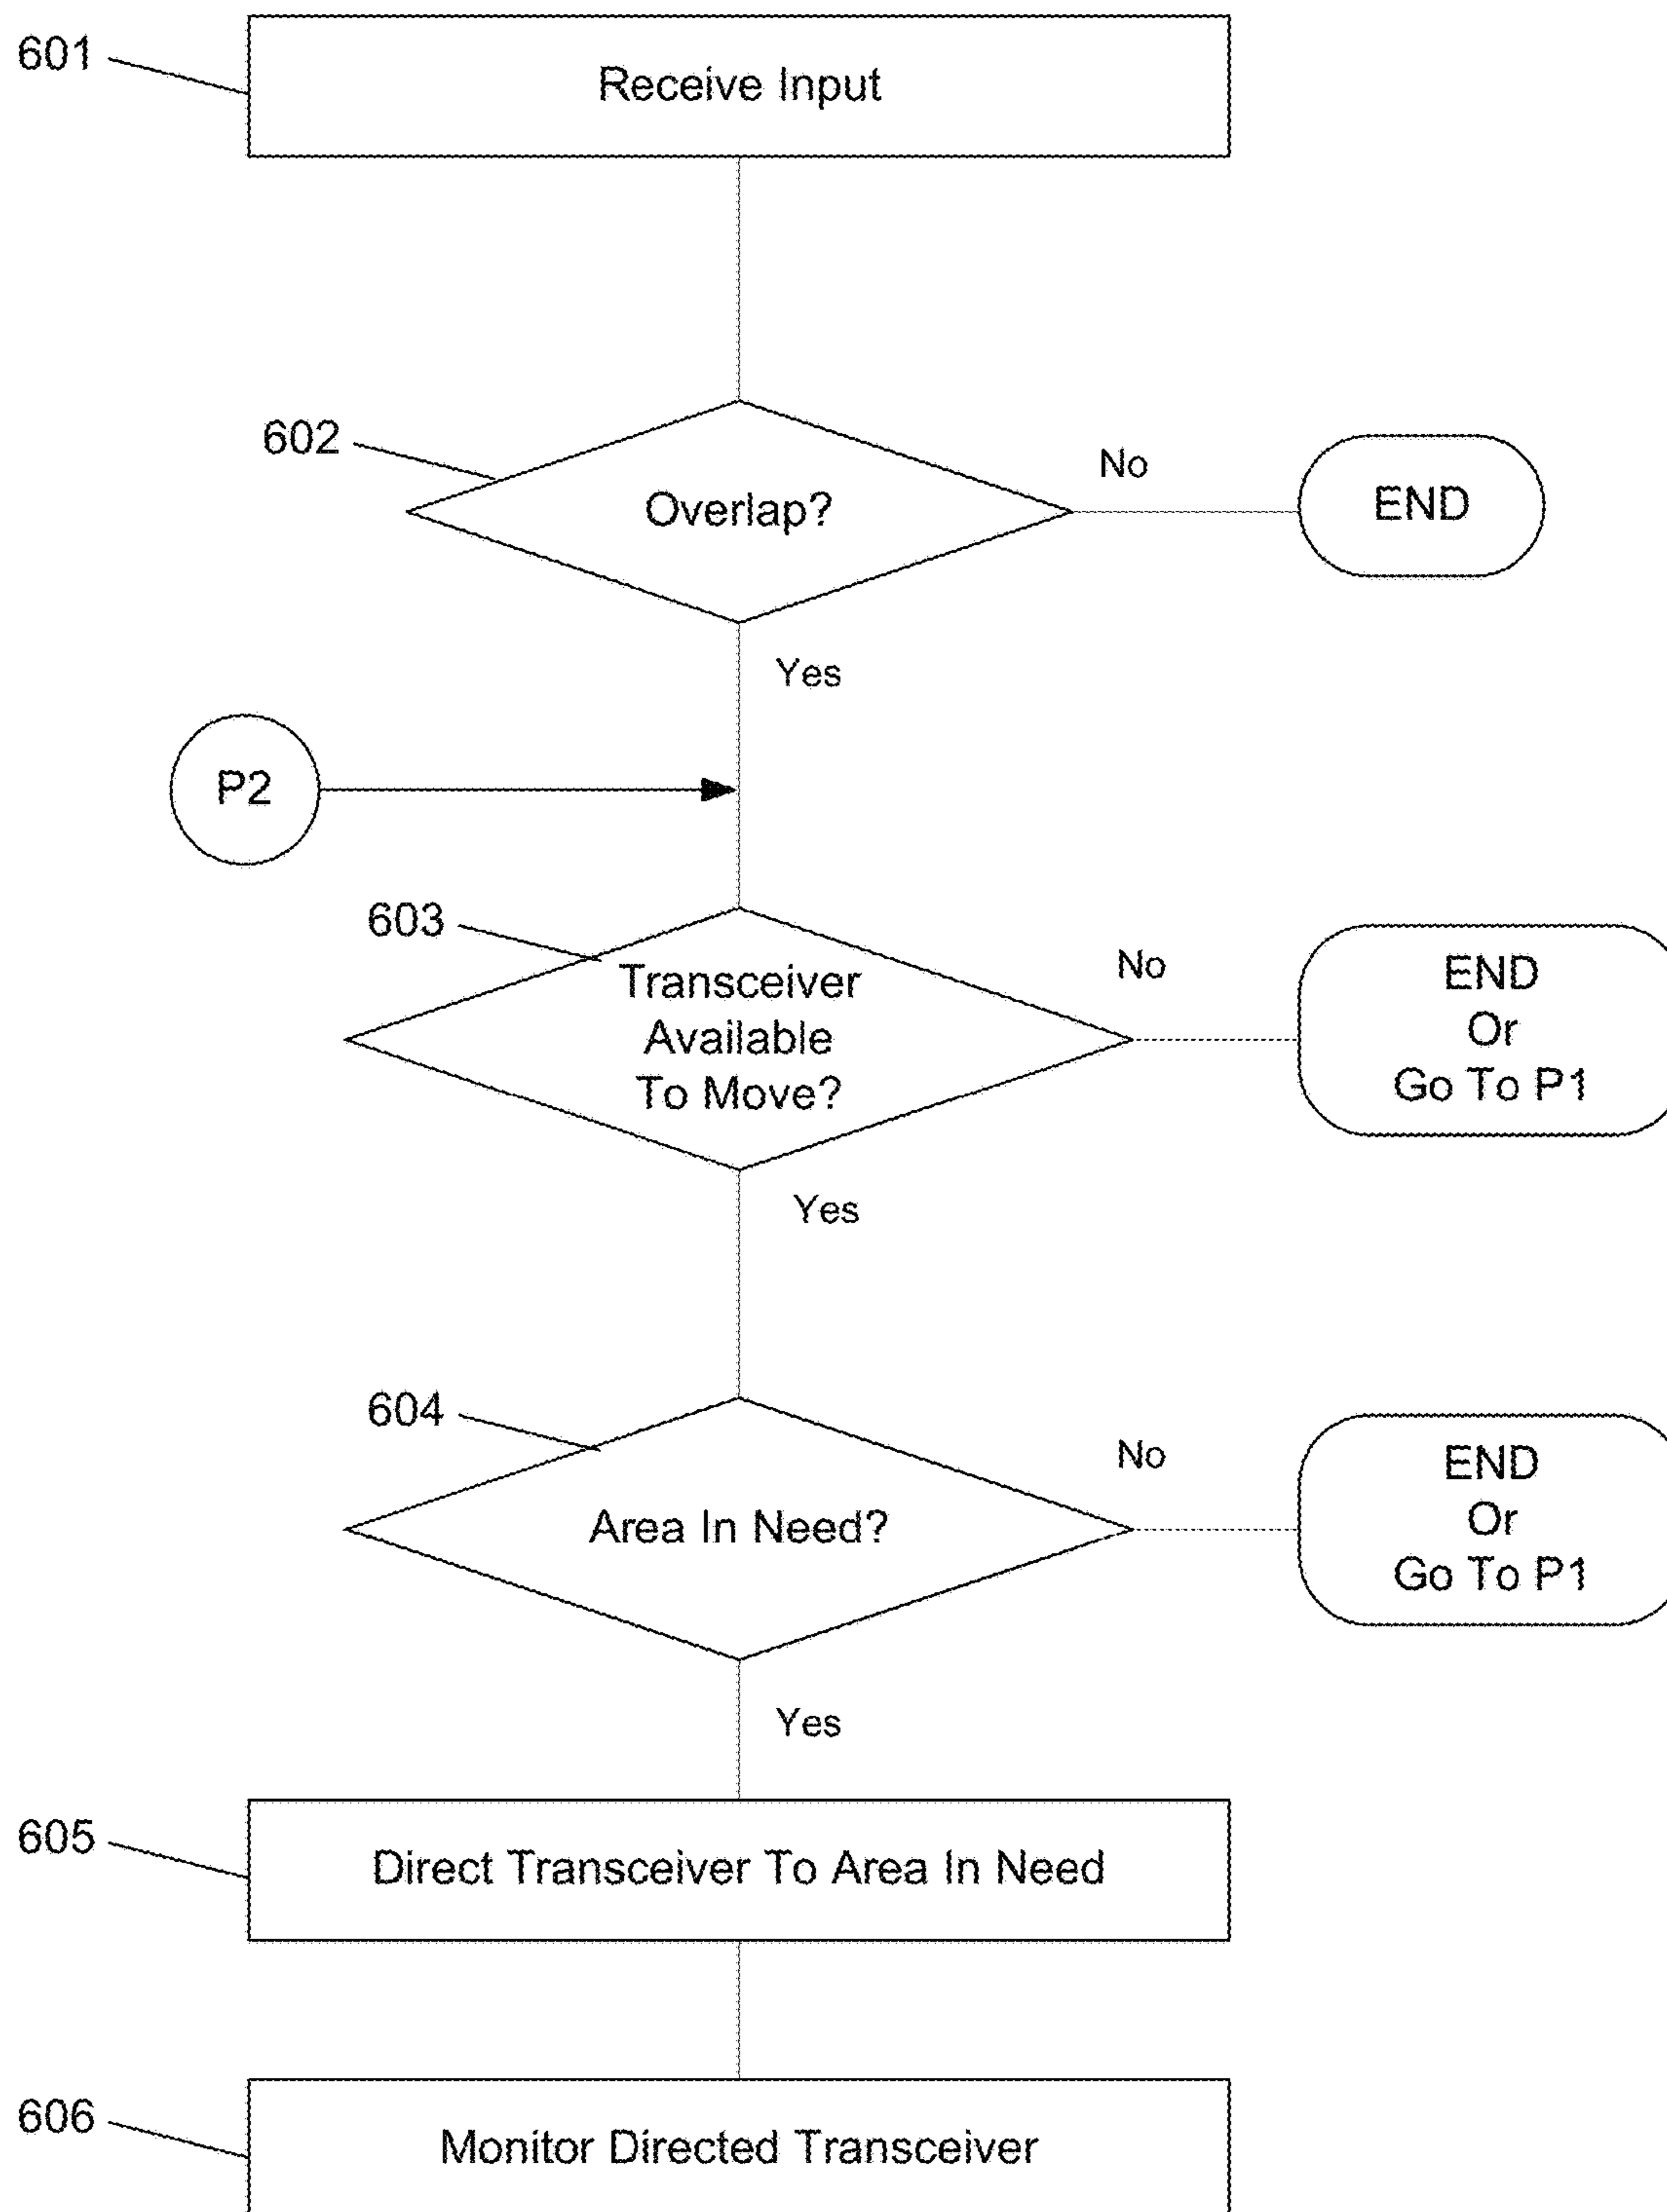 601
Receive Input
602
Overlap?
No
END
Yes
P2
603
Transceiver
Available
To Move?
No
END
Or
Go To P1
Yes
604
Area In Need?
No
END
Or
Go To P1
Yes
605
Direct Transceiver To Area In Need
606
Monitor Directed Transceiver